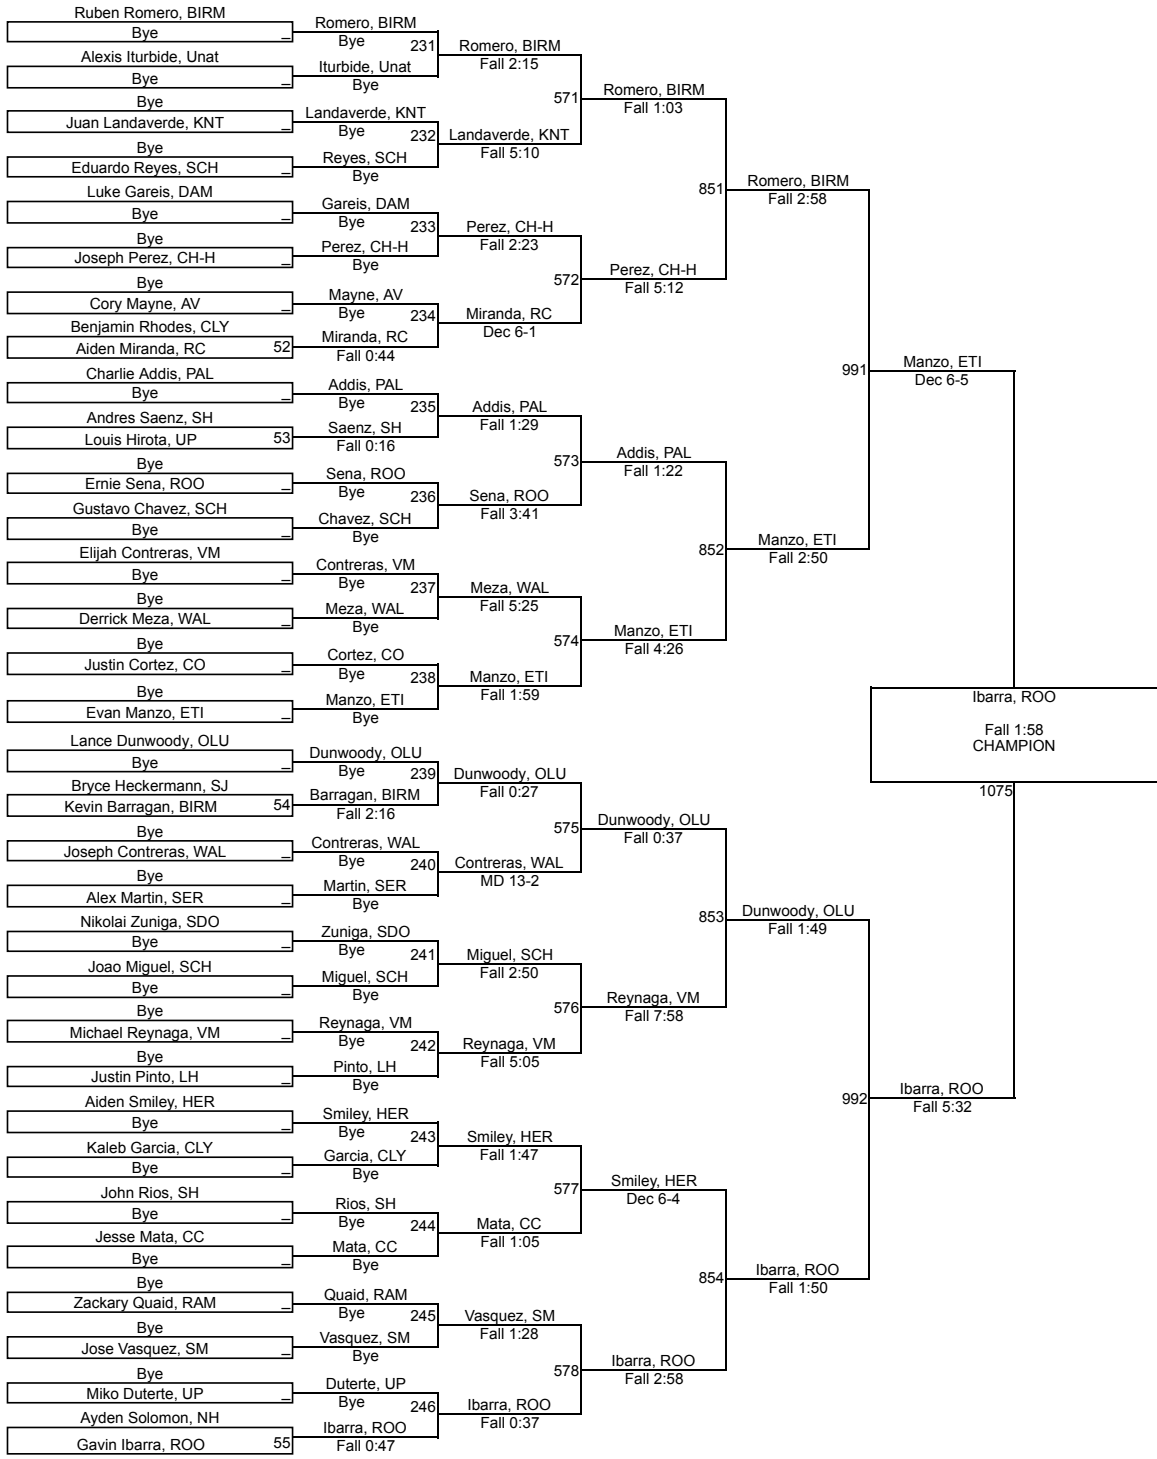 Ruben Romero, BIRM
Bye _
Alexis Iturbide, Unat
Bye _
Bye
Juan Landaverde, KNT _
Bye
Eduardo Reyes, SCH _
Luke Gareis, DAM
Bye _
Bye
Joseph Perez, CH-H _
Bye
Cory Mayne, AV _
Benjamin Rhodes, CLY
Aiden Miranda, RC 52
Charlie Addis, PAL
Bye _
Andres Saenz, SH
Louis Hirota, UP 53
Bye
Ernie Sena, ROO _
Gustavo Chavez, SCH
Bye _
Elijah Contreras, VM
Bye _
Bye
Derrick Meza, WAL _
Bye
Justin Cortez, CO _
Bye
Evan Manzo, ETI _
Lance Dunwoody, OLU
Bye _
Bryce Heckermann, SJ
Kevin Barragan, BIRM 54
Bye
Joseph Contreras, WAL _
Bye
Alex Martin, SER _
Nikolai Zuniga, SDO
Bye _
Joao Miguel, SCH
Bye _
Bye
Michael Reynaga, VM _
Bye
Justin Pinto, LH _
Aiden Smiley, HER
Bye _
Kaleb Garcia, CLY
Bye _
John Rios, SH
Bye _
Jesse Mata, CC
Bye _
Bye
Zackary Quaid, RAM _
Bye
Jose Vasquez, SM _
Bye
Miko Duterte, UP _
Ayden Solomon, NH
Gavin Ibarra, ROO 55
Romero, BIRM
Bye 231
Iturbide, Unat
Bye
Landaverde, KNT
Bye 232
Reyes, SCH
Bye
Gareis, DAM
Bye 233
Perez, CH-H
Bye
Mayne, AV
Bye 234
Miranda, RC
Fall 0:44
Addis, PAL
Bye 235
Saenz, SH
Fall 0:16
Sena, ROO
Bye 236
Chavez, SCH
Bye
Contreras, VM
Bye 237
Meza, WAL
Bye
Cortez, CO
Bye 238
Manzo, ETI
Bye
Dunwoody, OLU
Bye 239
Barragan, BIRM
Fall 2:16
Contreras, WAL
Bye 240
Martin, SER
Bye
Zuniga, SDO
Bye 241
Miguel, SCH
Bye
Reynaga, VM
Bye 242
Pinto, LH
Bye
Smiley, HER
Bye 243
Garcia, CLY
Bye
Rios, SH
Bye 244
Mata, CC
Bye
Quaid, RAM
Bye 245
Vasquez, SM
Bye
Duterte, UP
Bye 246
Ibarra, ROO
Fall 0:47
Romero, BIRM
Fall 2:15
571
Landaverde, KNT
Fall 5:10
Perez, CH-H
Fall 2:23
572
Miranda, RC
Dec 6-1
Addis, PAL
Fall 1:29
573
Sena, ROO
Fall 3:41
Meza, WAL
Fall 5:25
574
Manzo, ETI
Fall 1:59
Dunwoody, OLU
Fall 0:27
575
Contreras, WAL
MD 13-2
Miguel, SCH
Fall 2:50
576
Reynaga, VM
Fall 5:05
Smiley, HER
Fall 1:47
577
Mata, CC
Fall 1:05
Vasquez, SM
Fall 1:28
578
Ibarra, ROO
Fall 0:37
Romero, BIRM
Fall 1:03
851
Perez, CH-H
Fall 5:12
Addis, PAL
Fall 1:22
852
Manzo, ETI
Fall 4:26
Dunwoody, OLU
Fall 0:37
853
Reynaga, VM
Fall 7:58
Smiley, HER
Dec 6-4
854
Ibarra, ROO
Fall 2:58
Romero, BIRM
Fall 2:58
991
Manzo, ETI
Fall 2:50
Dunwoody, OLU
Fall 1:49
992
Ibarra, ROO
Fall 1:50
Manzo, ETI
Dec 6-5
Ibarra, ROO
Fall 5:32
Ibarra, ROO
Fall 1:58
CHAMPION
1075